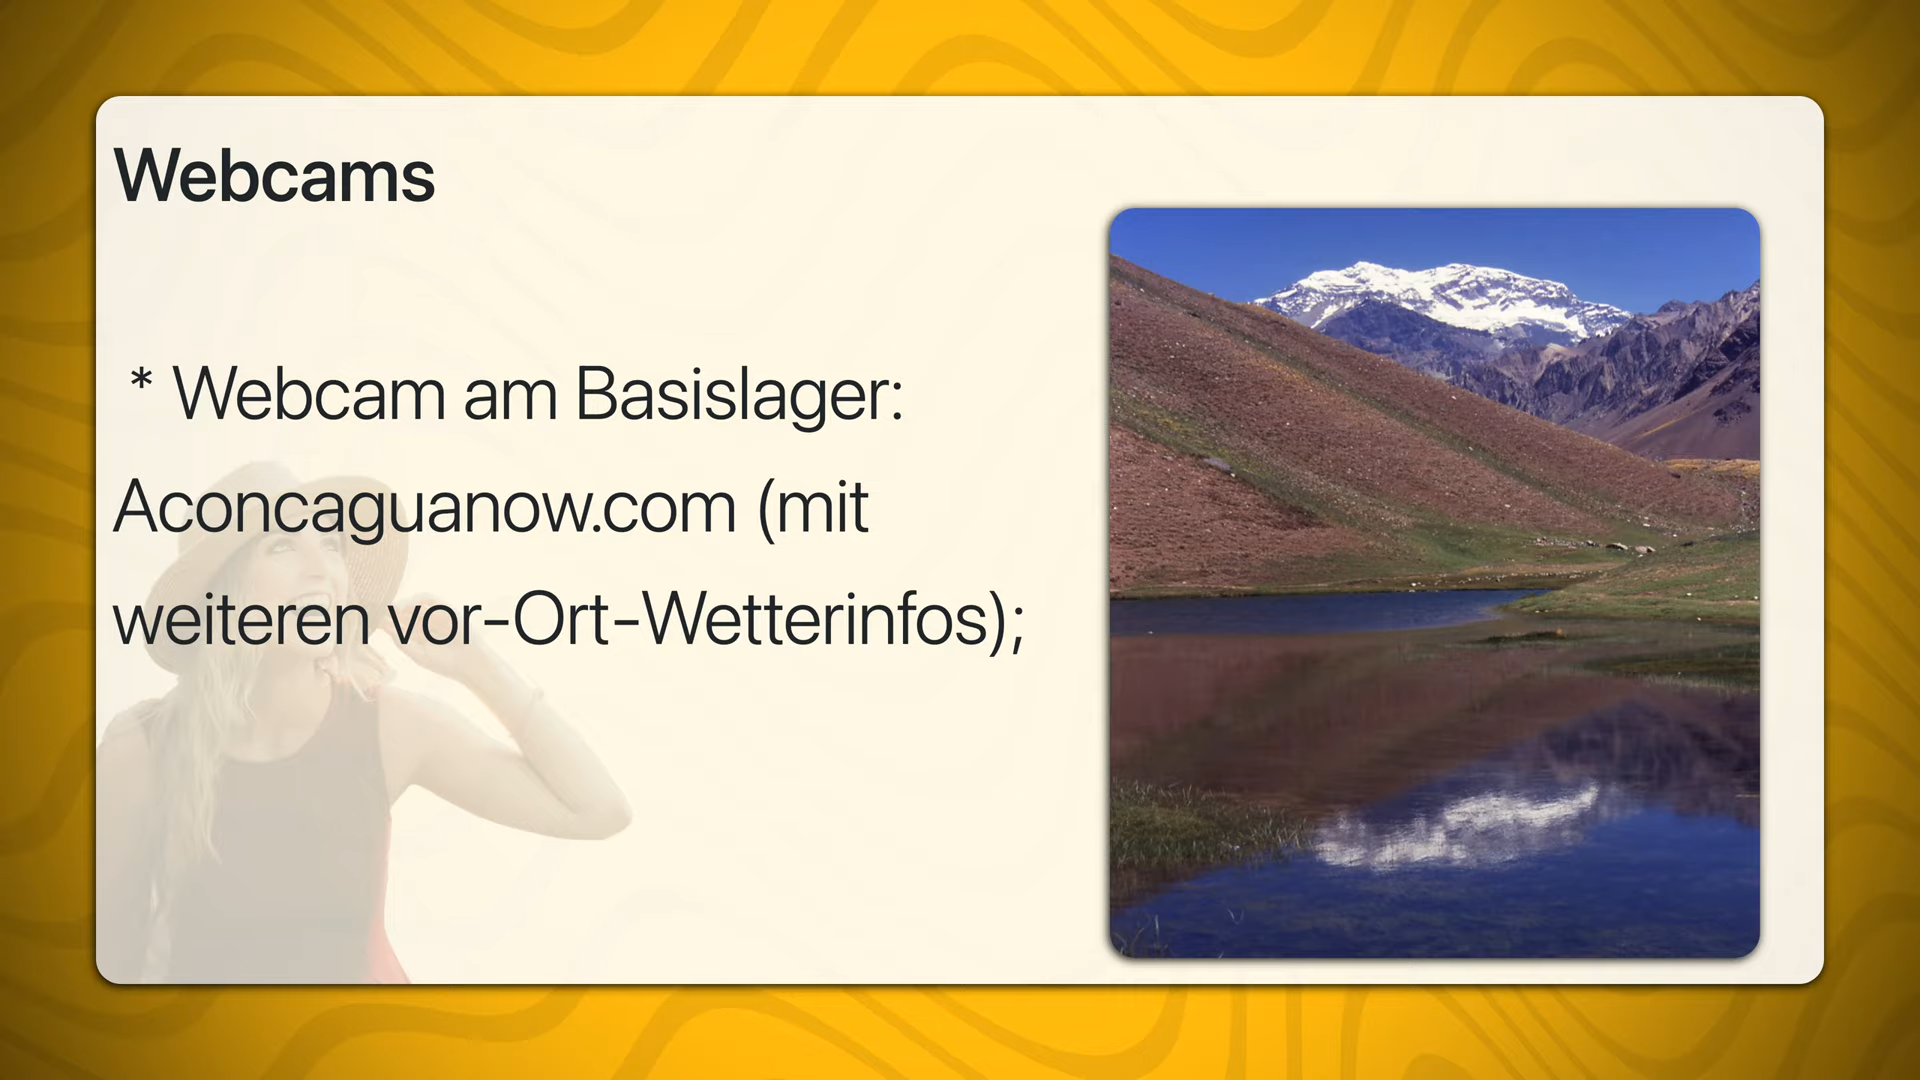 Webcams
* Webcam am Basislager:
Aconcaguanow.com (mit
weiteren vor-Ort-Wetterinfos);